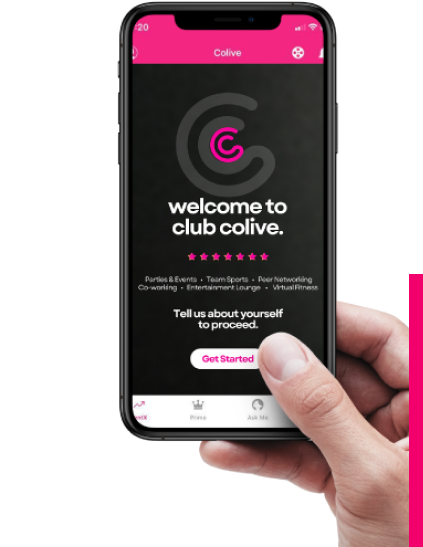 :20
Colive
welcome to
club colive.
Parties & Events • Team Sports • Peer Networking
Co-working • Entertainment Lounge • Virtual Fitness
Tell us about yourself
to proceed.
Get Started
Prime
Ask Me